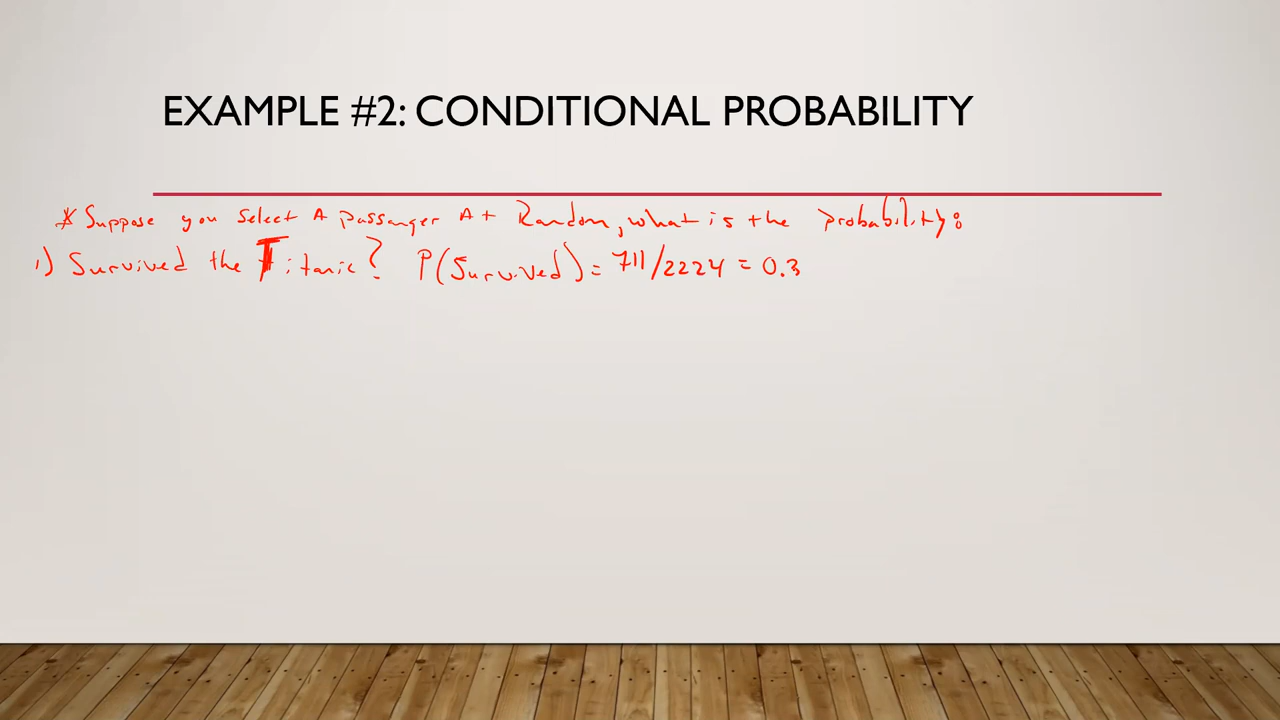 EXAMPLE #2: CONDITIONAL PROBABILITY
* Suppose you select A passanger At Random, what is the probability:
1) Survived the Titanic? P(Survived) = 711/2224 = 0.3